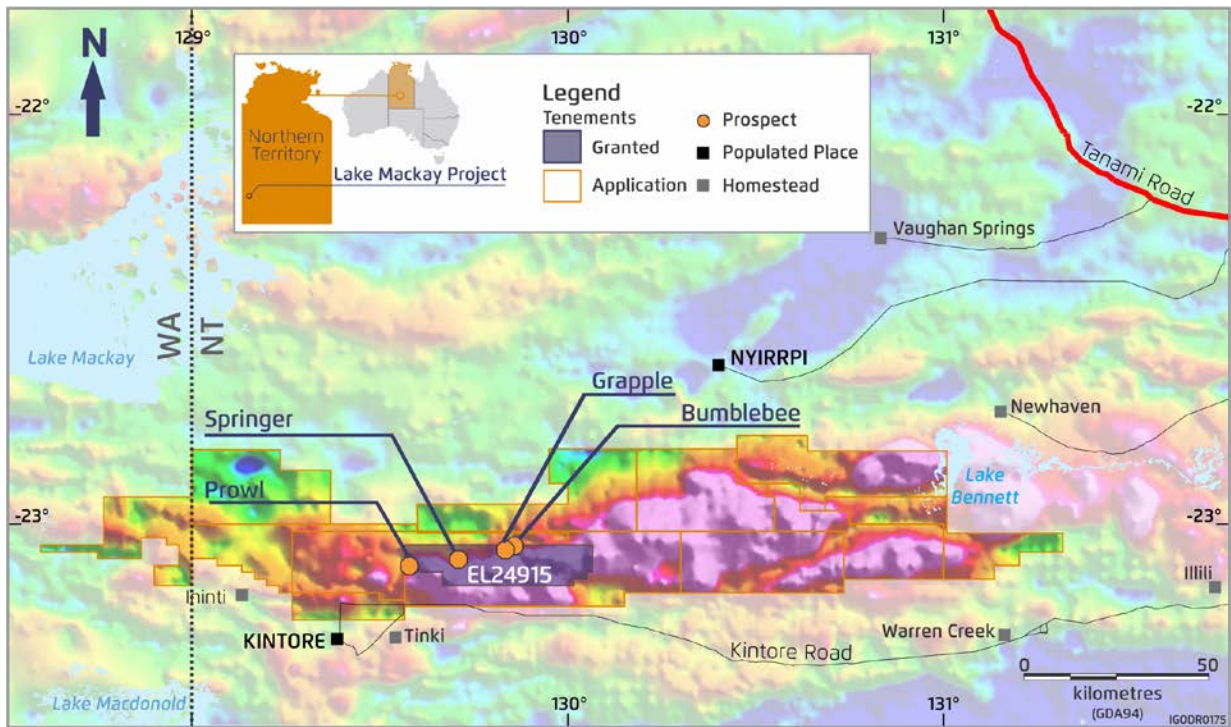 129°
130°
131°
N
-22°
-22°
Northern
Territory
Lake Mackay Project
Legend
Tenements
Granted
Application
Prospect
Populated Place
Homestead
Tanami Road
Vaughan Springs
WA
NT
Lake Mackay
NYIRRPI
Grapple
Springer
Bumblebee
Newhaven
Prowl
Lake
Bennett
-23°
-23°
EL24915
Ininti
Illili
KINTORE
Tinki
Warren Creek
Kintore Road
0
50
kilometres
(GDA94)
Lake Macdonold
130°
131°
IGODR0175